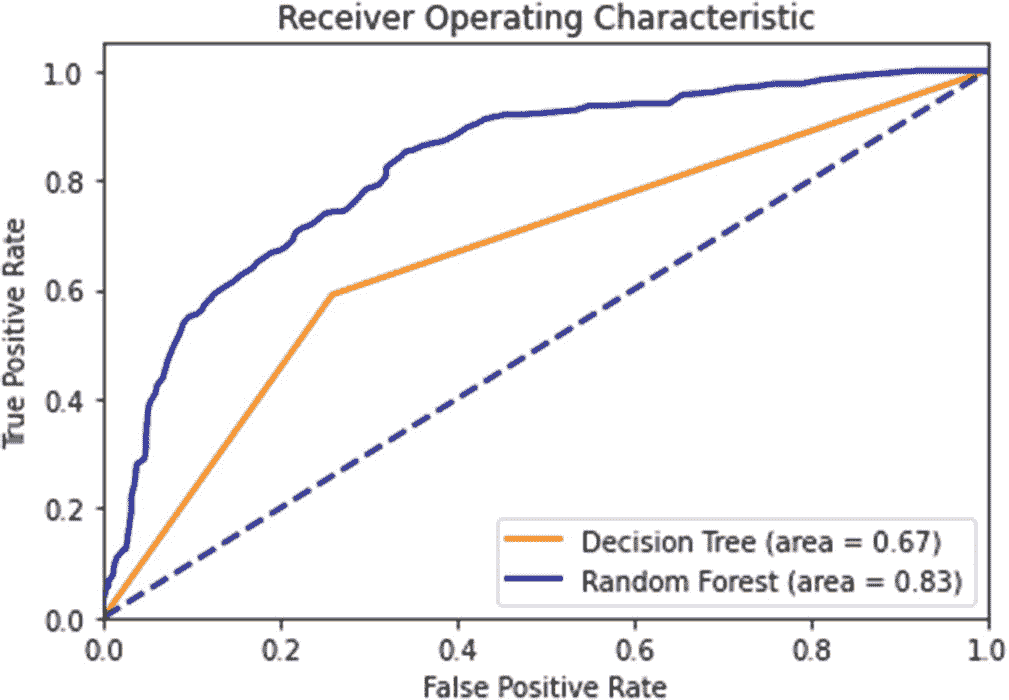 Receiver Operating Characteristic
1.0
0.8
0.6
0.4
0.2
0.0
True Positive Rate
Decision Tree (area = 0.67)
Random Forest (area = 0.83)
0.0 0.2 0.4 0.6 0.8 1.0
False Positive Rate